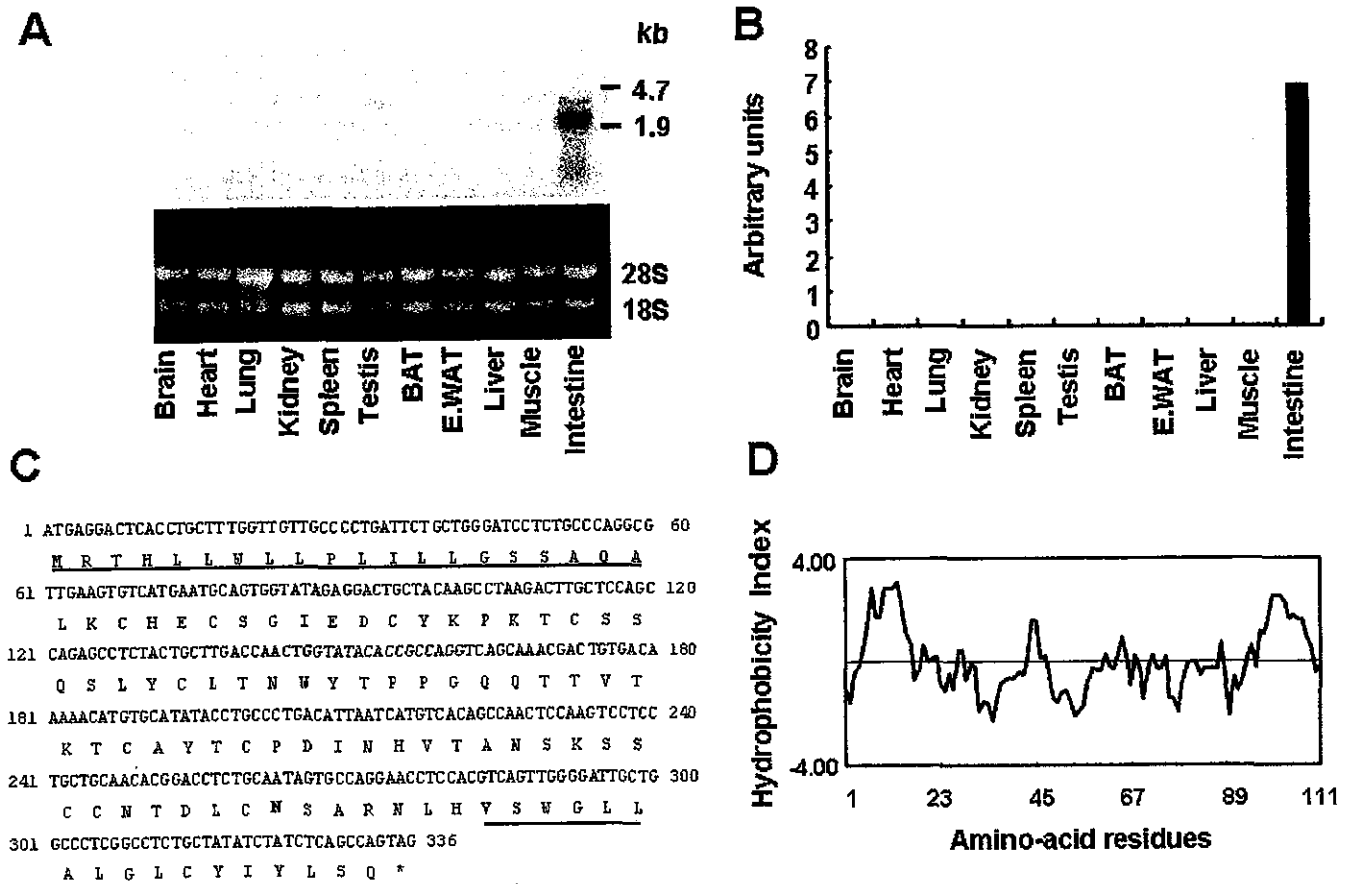 A
kb
4.7
1.9
28S
18S
Brain
Heart
Lung
Kidney
Spleen
Testis
BAT
E.WAT
Liver
Muscle
Intestine
B
Arbitrary units
8
7
6
5
4
3
2
1
0
Brain
Heart
Lung
Kidney
Spleen
Testis
BAT
E.WAT
Liver
Muscle
Intestine
C
1 ATGAGGACTCACCTGCTTTGGTTGTTGCCCCTGATTCTGCTGGGATCCTCTGCCCAGGCG 60
M R T H L L W L L P L I L L G S S A Q A
61 TTGAAGTGTCATGAATGCAGTGGTATAGAGGACTGCTACAAGCCTAAGACTTGCTCCAGC 120
L K C H E C S G I E D C Y K P K T C S S
121 CAGAGCCTCTACTGCTTGACCAACTGGTATACACCGCCAGGTCAGCAAACGACTGTGACA 180
Q S L Y C L T N W Y T P P G Q Q T T V T
181 AAAACATGTGCATATACCTGCCCTGACATTAATCATGTCACAGCCAACTCCAAGTCCTCC 240
K T C A Y T C P D I N H V T A N S K S S
241 TGCTGCAACACGGACCTCTGCAATAGTGCCAGGAACCTCCACGTCAGTTGGGGATTGCTG 300
C C N T D L C N S A R N L H V S W G L L
301 GCCCTCGGCCTCTGCTATATCTATCTCAGCCAGTAG 336
A L G L C Y I Y L S Q *
D
Hydrophobicity Index
4.00
-4.00
1 23 45 67 89 111
Amino-acid residues